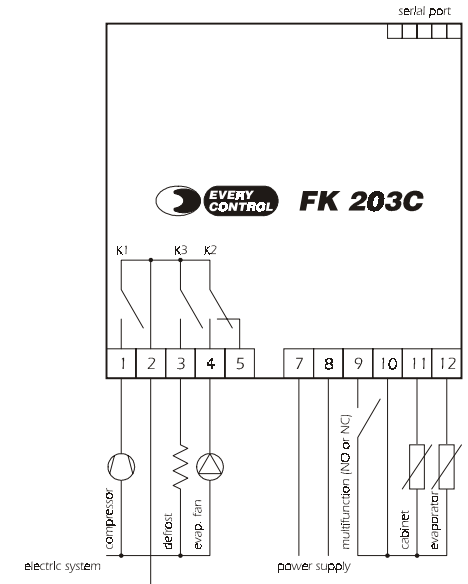 serial port
EVERY
CONTROL
FK 203C
K1 K3 K2
1 2 3 4 5 7 8 9 10 11 12
compressor
defrost
evap. fan
multifunction (NO or NC)
cabinet
evaporator
electric system
power supply